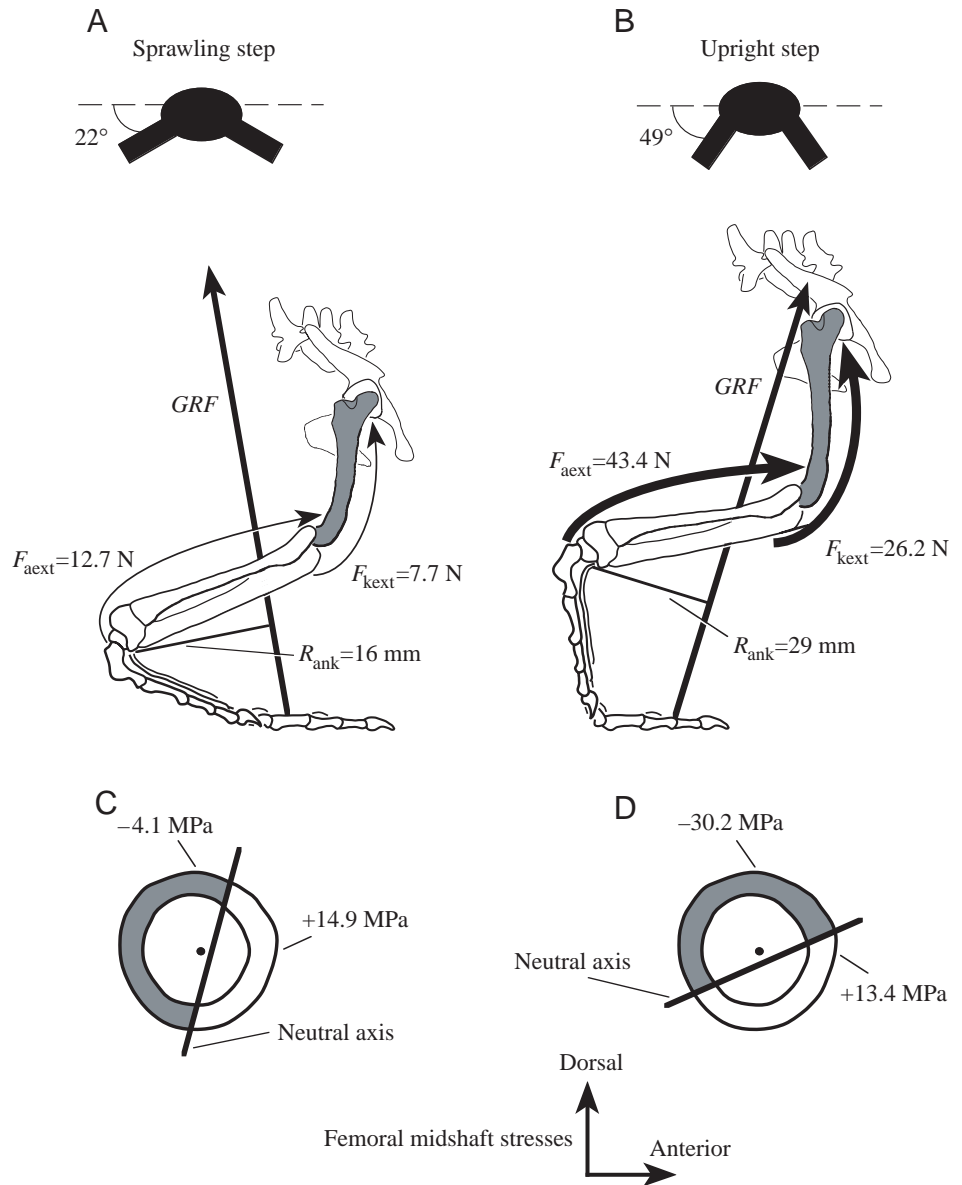 A
Sprawling step
22°
GRF
F_aext=12.7 N
F_kext=7.7 N
R_ank=16 mm
B
Upright step
49°
GRF
F_aext=43.4 N
F_kext=26.2 N
R_ank=29 mm
C
–4.1 MPa
+14.9 MPa
Neutral axis
D
–30.2 MPa
Neutral axis
+13.4 MPa
Dorsal
Femoral midshaft stresses
Anterior